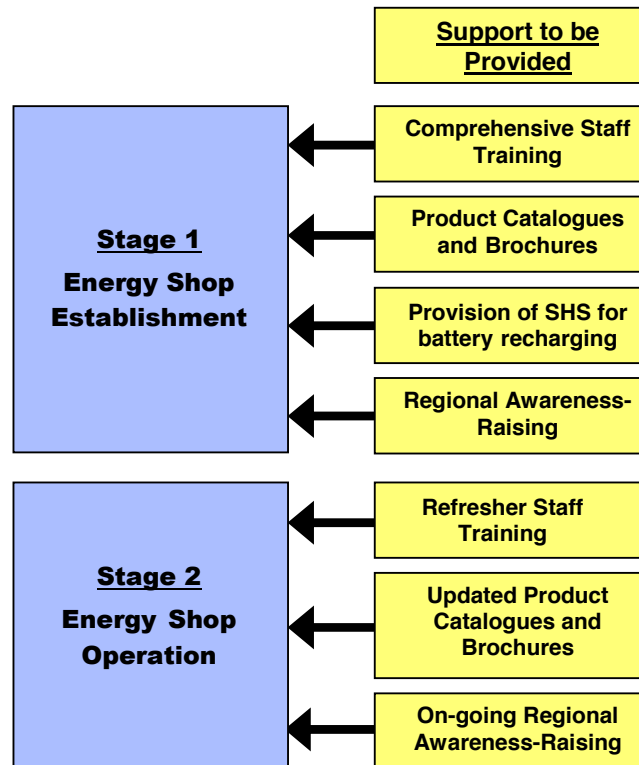 Support to be
Provided
Stage 1
Energy Shop
Establishment
Comprehensive Staff
Training
Product Catalogues
and Brochures
Provision of SHS for
battery recharging
Regional Awareness-
Raising
Stage 2
Energy Shop
Operation
Refresher Staff
Training
Updated Product
Catalogues and
Brochures
On-going Regional
Awareness-Raising